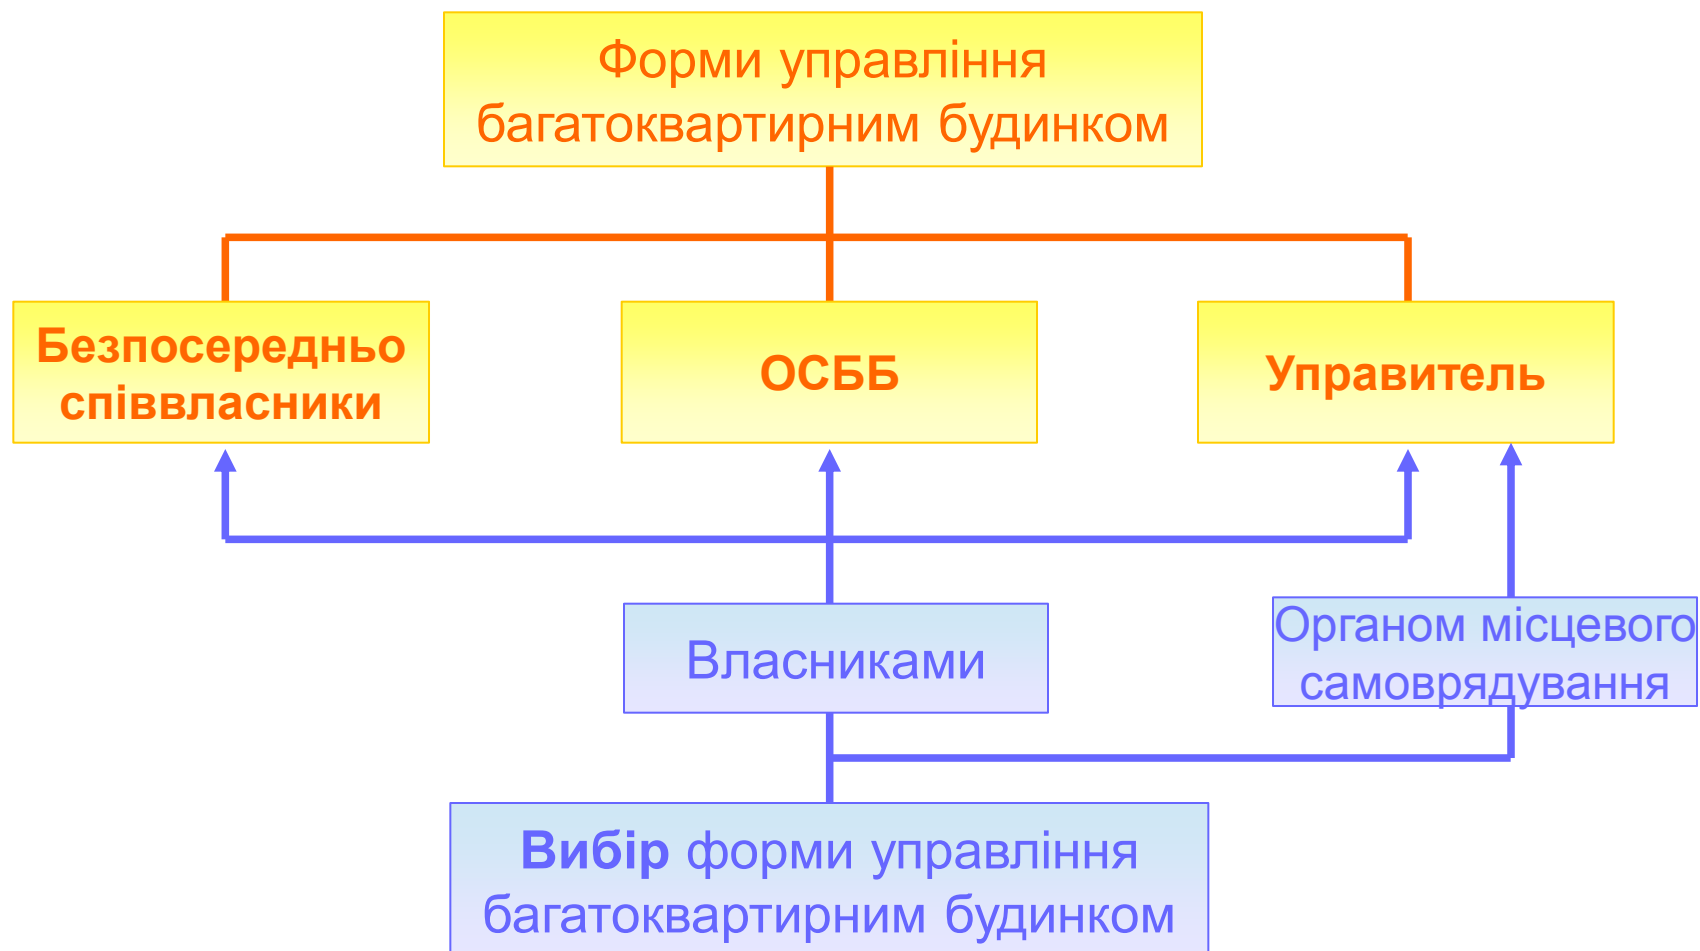 Форми управління
багатоквартирним будинком
Безпосередньо
співвласники
ОСББ
Управитель
Власниками
Органом місцевого
самоврядування
Вибір форми управління
багатоквартирним будинком